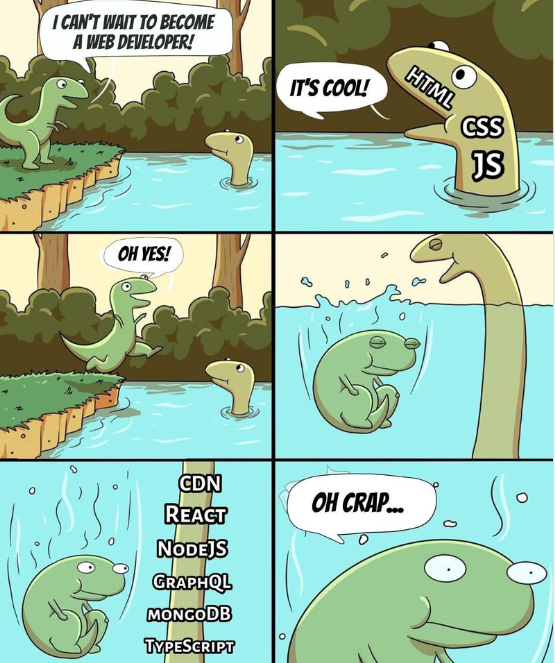 I CAN'T WAIT TO BECOME
A WEB DEVELOPER!
IT'S COOL!
HTML
CSS
JS
OH YES!
CDN
REACT
NODEJS
GRAPHQL
MONGODB
TYPESCRIPT
OH CRAP...